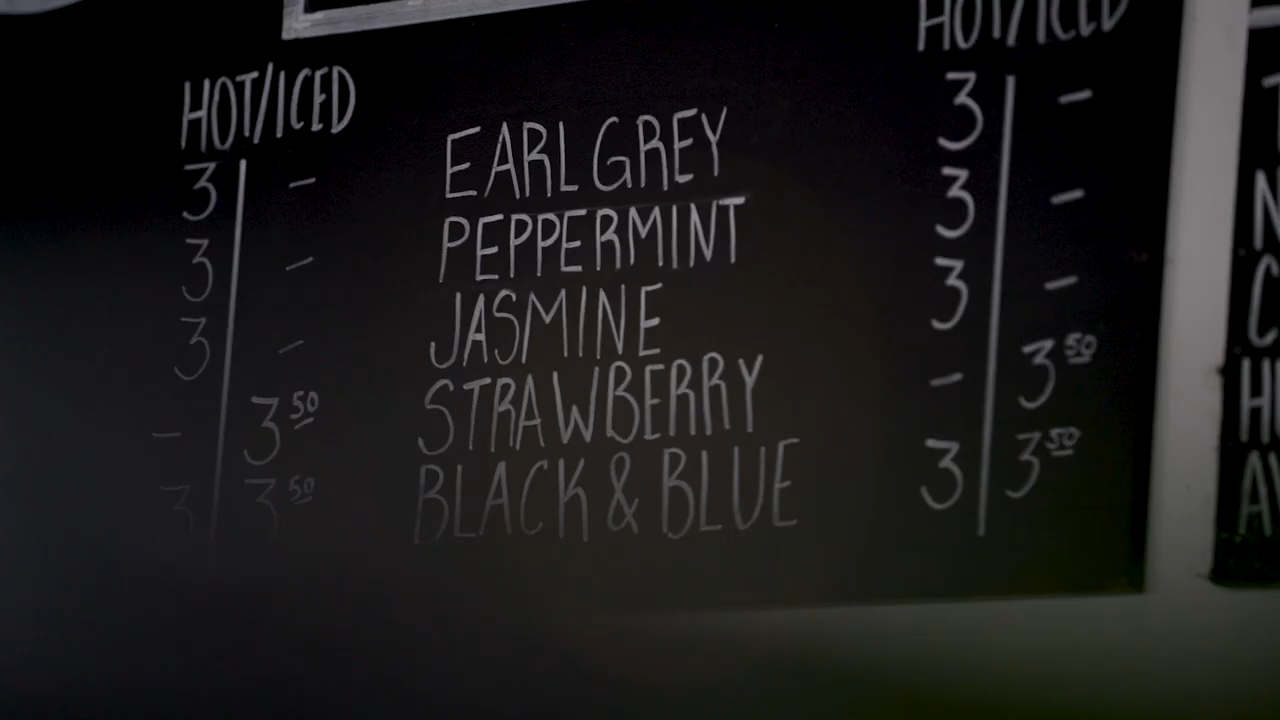 HOT/ICED
3 | -
3 | -
3 | -
- | 3 50
3 | 3 50
HOT/ICED
EARL GREY 3 | -
PEPPERMINT 3 | -
JASMINE 3 | -
STRAWBERRY - | 3 50
BLACK & BLUE 3 | 3 50